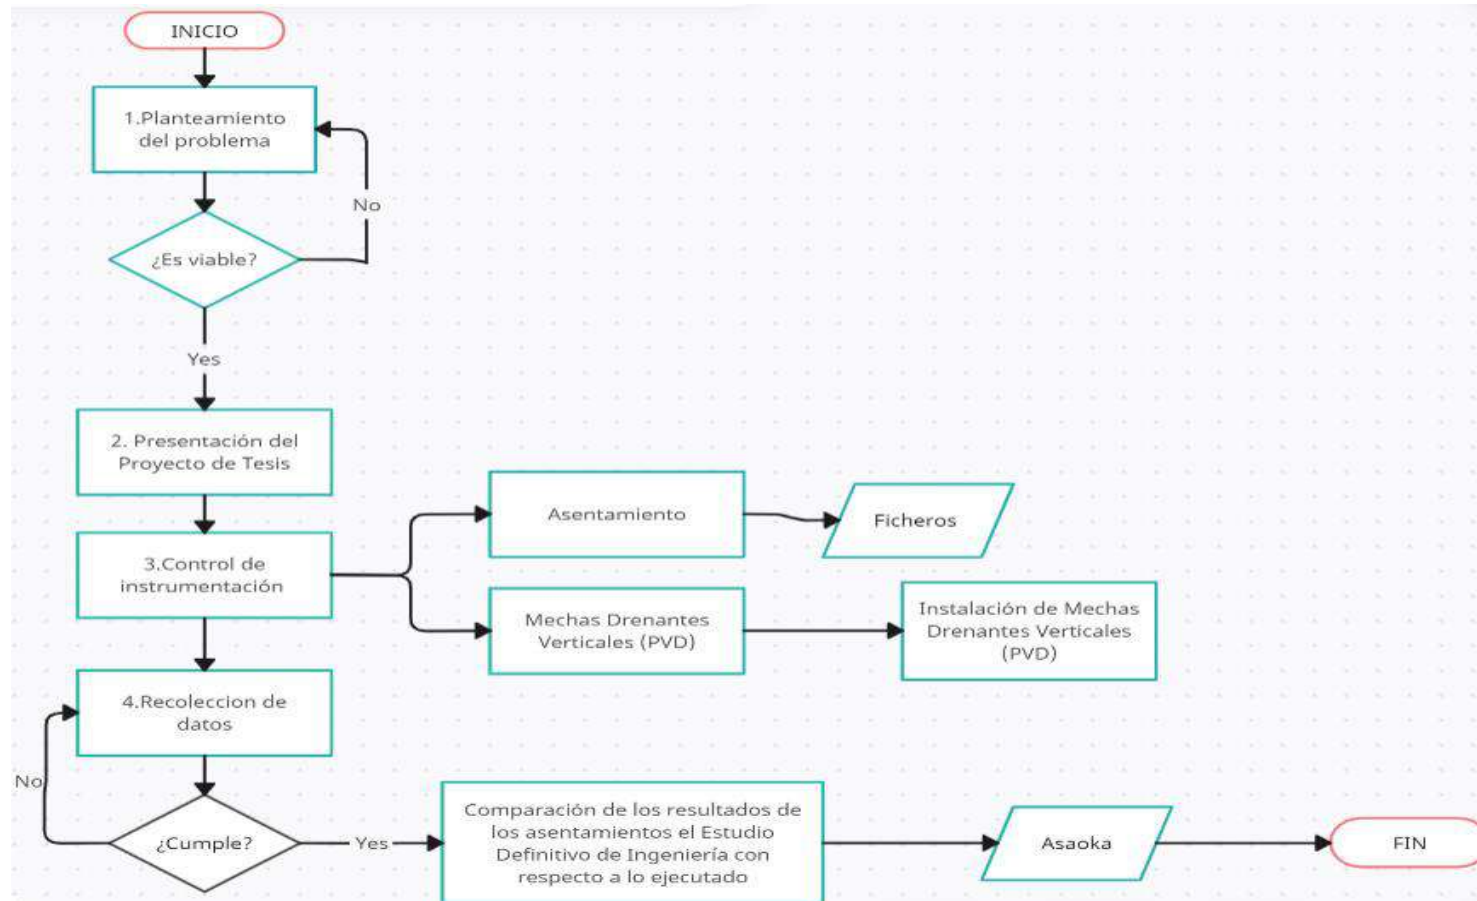 INICIO
1.Planteamiento
del problema
No
¿Es viable?
Yes
2. Presentación del
Proyecto de Tesis
3.Control de
instrumentación
Asentamiento
Ficheros
Mechas Drenantes
Verticales (PVD)
Instalación de Mechas
Drenantes Verticales
(PVD)
4.Recoleccion de
datos
No
¿Cumple?
Yes
Comparación de los resultados de
los asentamientos el Estudio
Definitivo de Ingeniería con
respecto a lo ejecutado
Asaoka
FIN